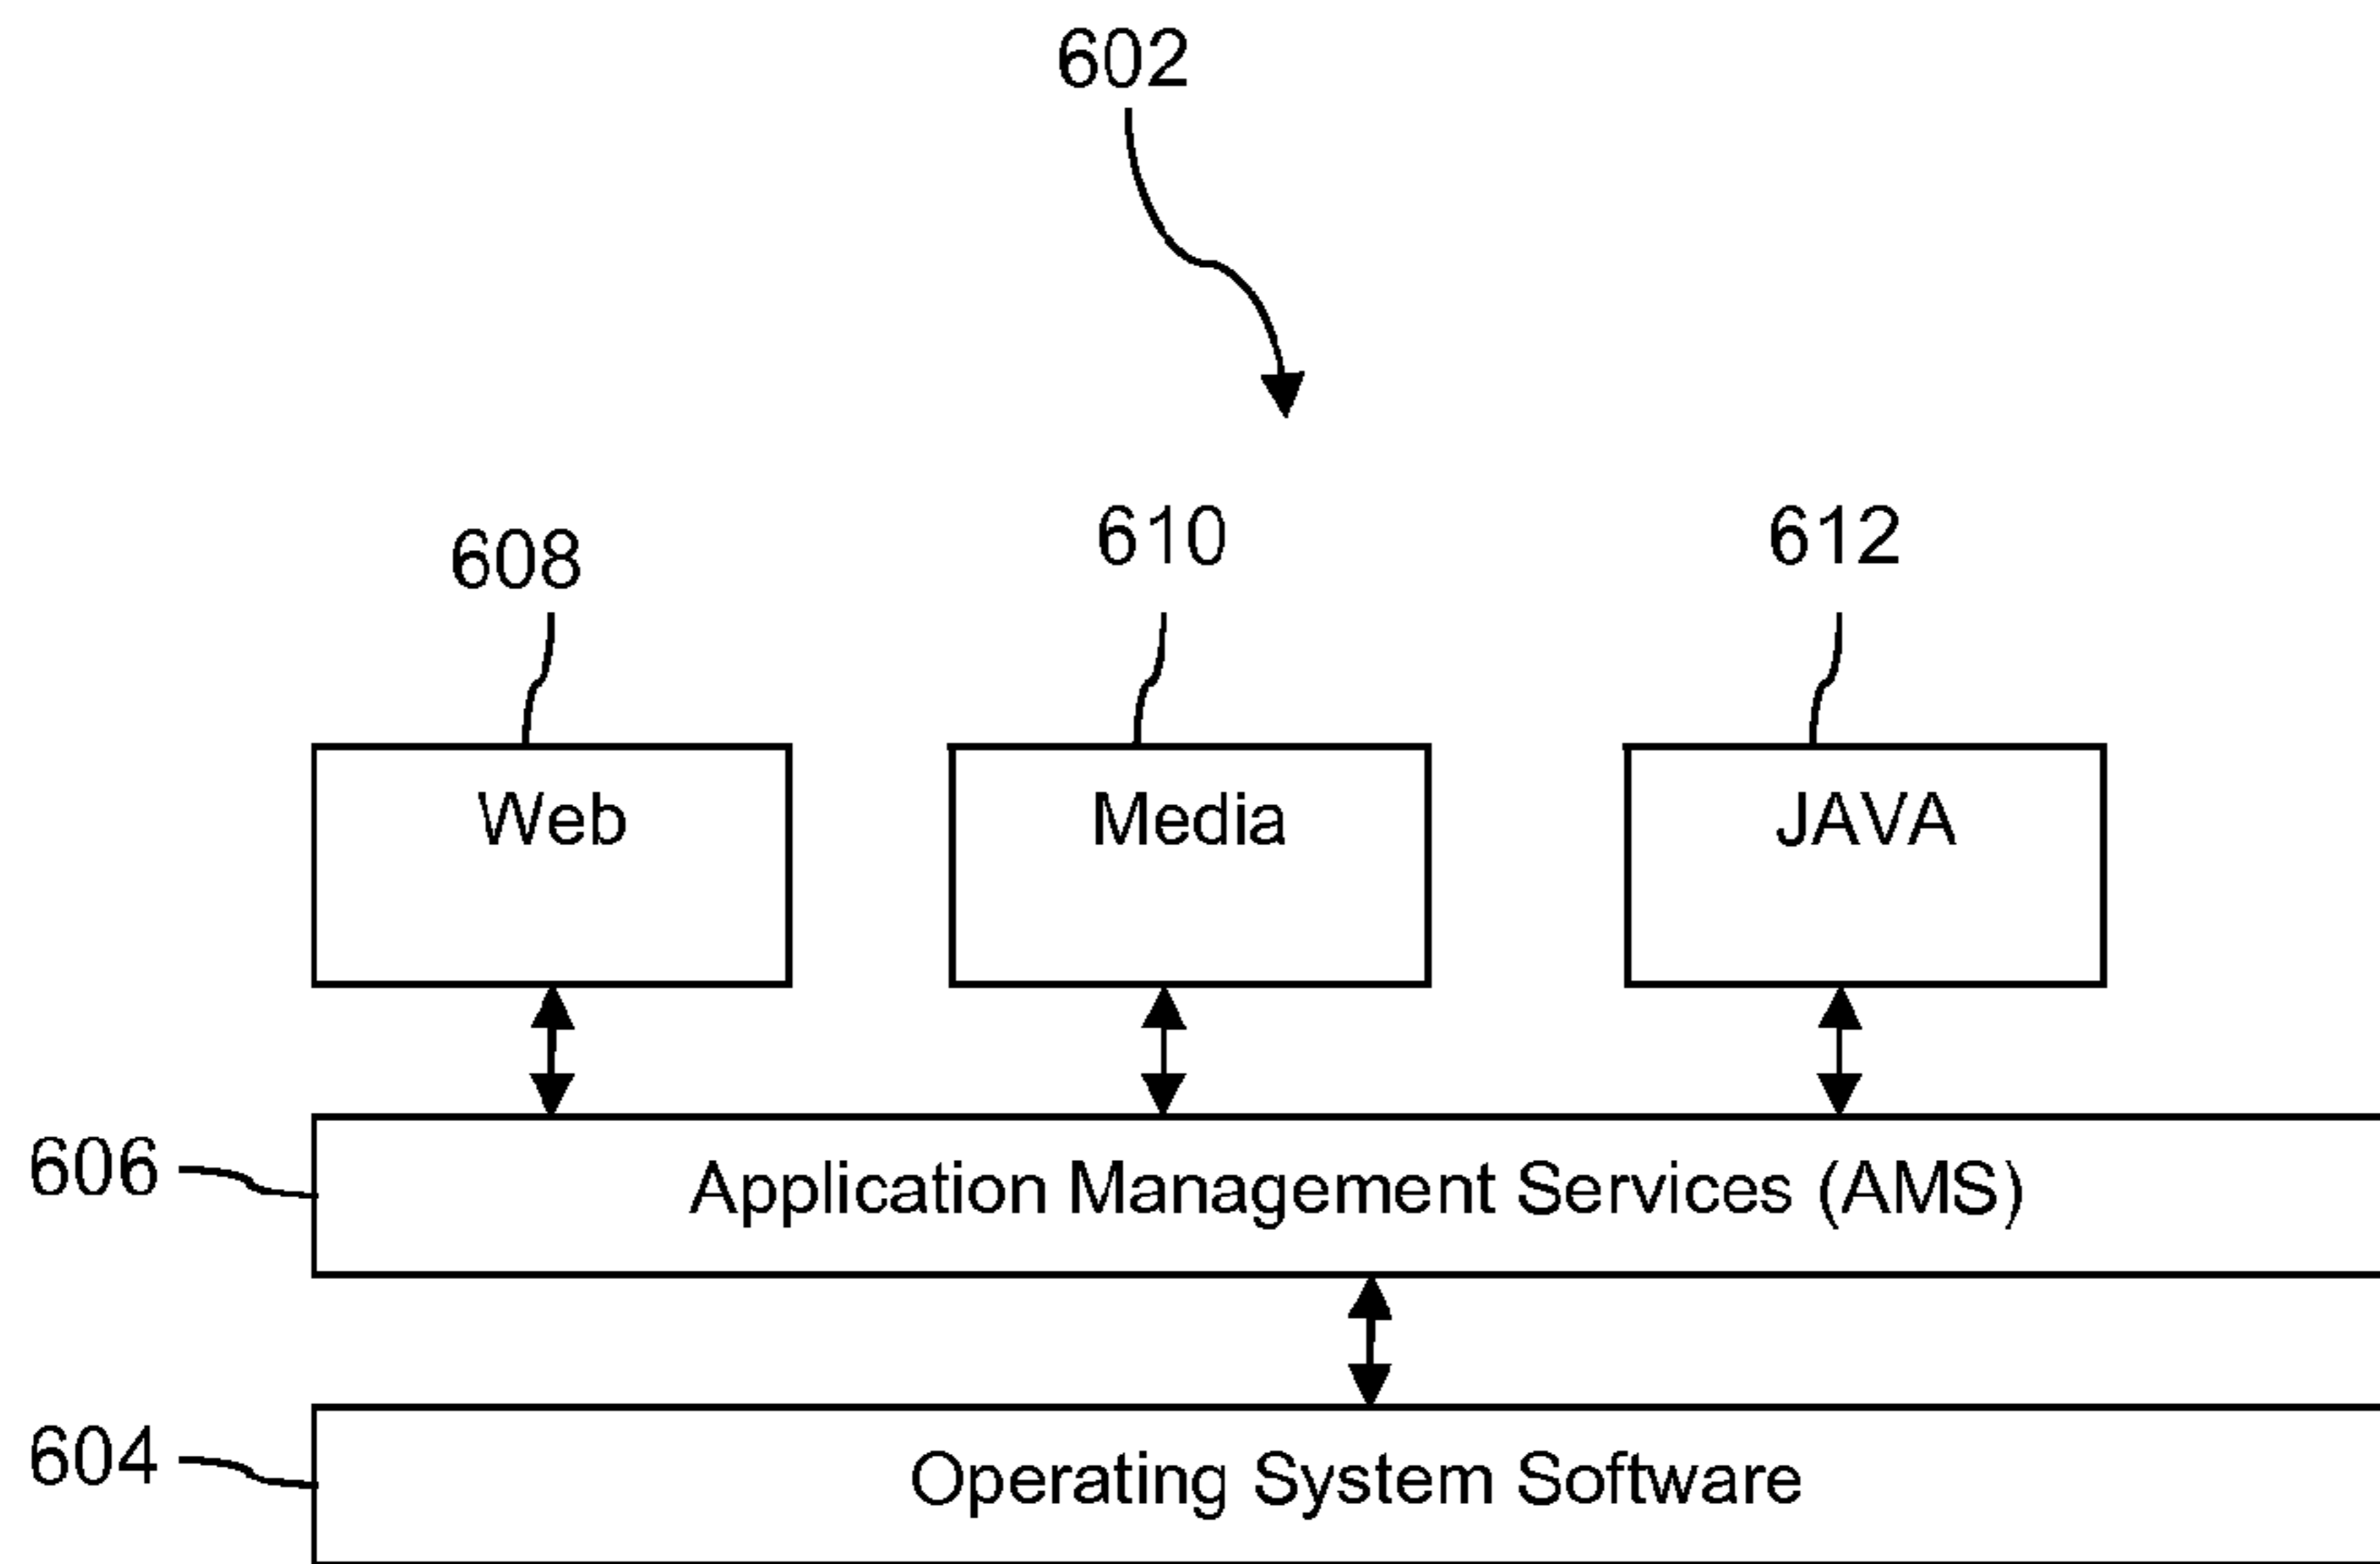 602
608
610
612
Web
Media
JAVA
606
Application Management Services (AMS)
604
Operating System Software